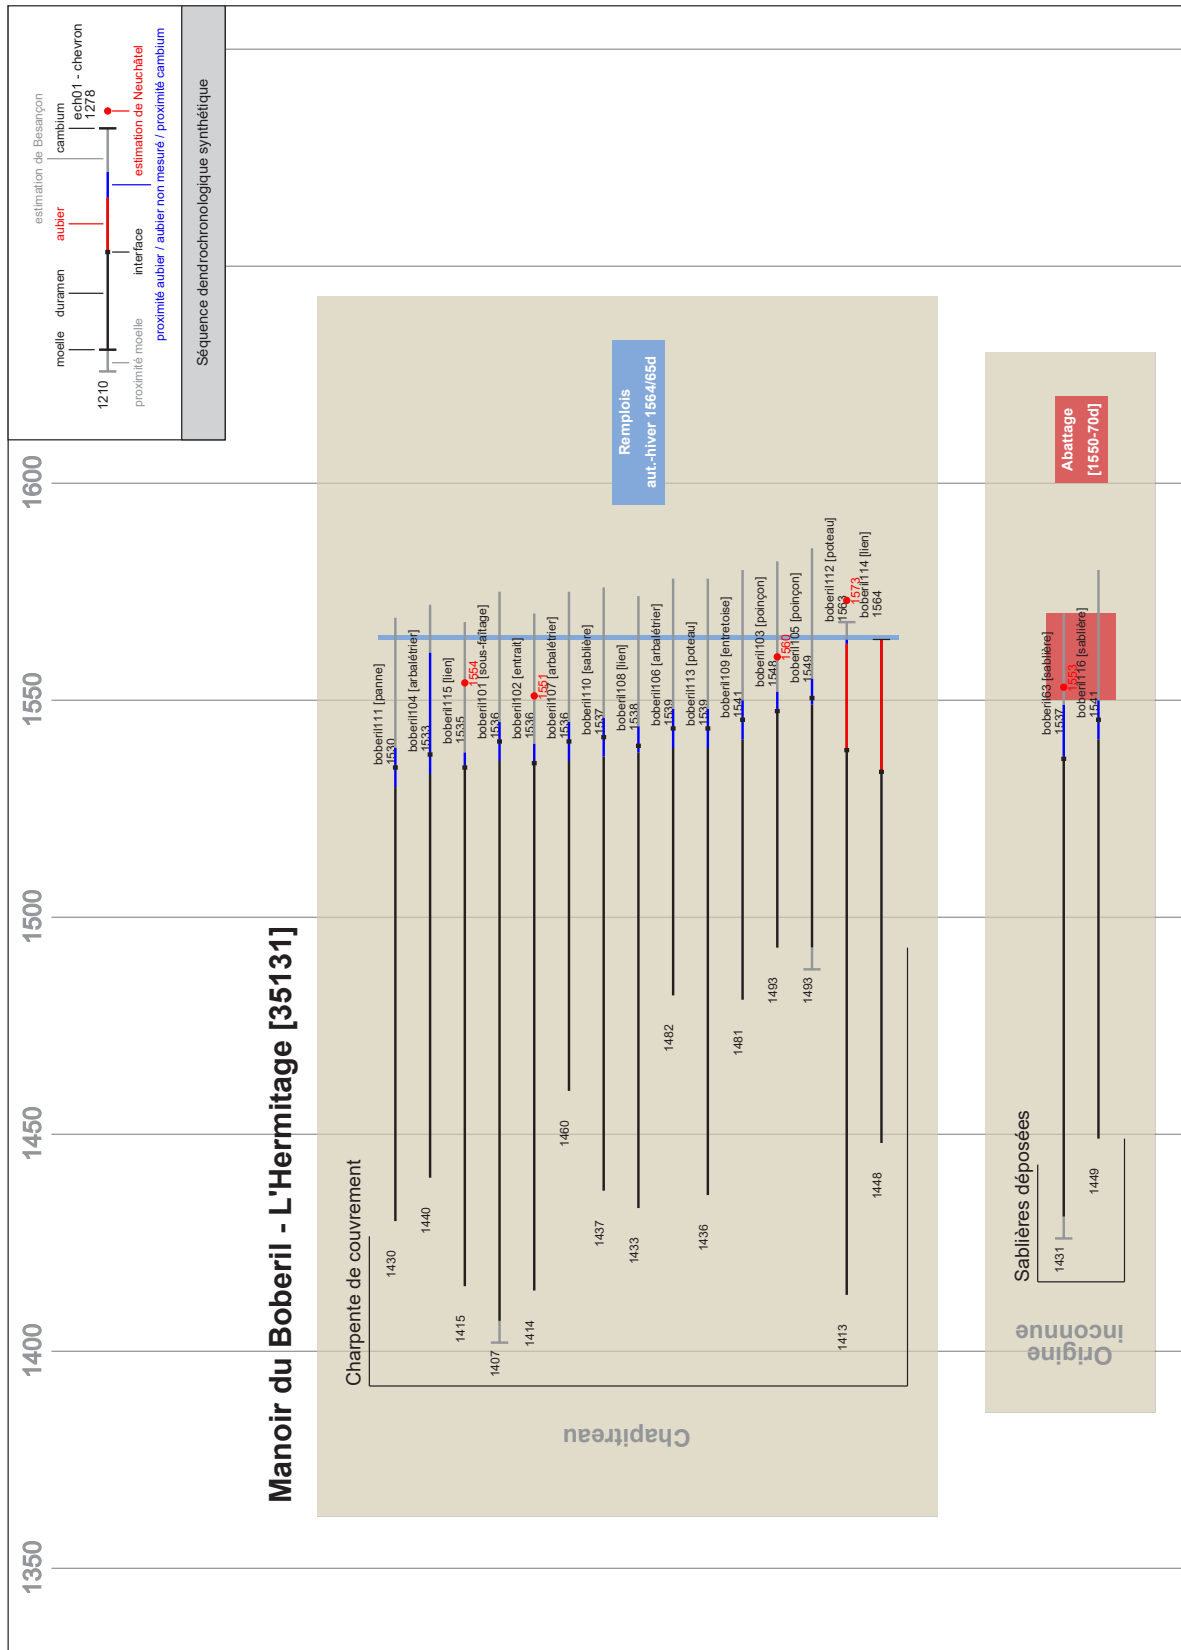 Manoir du Boberil - L'Hermitage [35131]
1350
1400
1450
1500
1550
1600
moelle
duramen
aubier
estimation de Besançon
cambium
ech01 - chevron
1278
1210
proximité moelle
interface
estimation de Neuchâtel
proximité aubier / aubier non mesuré / proximité cambium
Séquence dendrochronologique synthétique
Chapitreau
Charpente de couvrement
1430
boberil111 [panne]
1530
1440
boberil104 [arbalétrier]
1533
1415
boberil115 [lien]
1535
1554
1407
boberil101 [sous-faîtage]
1536
1414
boberil102 [entrait]
1536
1551
1460
boberil107 [arbalétrier]
1536
1437
boberil110 [sablière]
1537
1433
boberil108 [lien]
1538
1482
boberil106 [arbalétrier]
1539
1436
boberil113 [poteau]
1539
1481
boberil109 [entretoise]
1541
1493
boberil103 [poinçon]
1548
1560
1493
boberil105 [poinçon]
1549
1413
boberil112 [poteau]
1563
1573
1448
boberil114 [lien]
1564
Remplois
aut.-hiver 1564/65d
Origine
inconnue
Sablières déposées
1431
boberil63 [sablière]
1537
1553
1449
boberil116 [sablière]
1541
Abattage
[1550-70d]